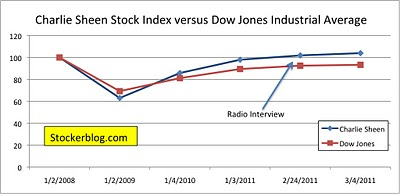 Charlie Sheen Stock Index versus Dow Jones Industrial Average
120
100
80
60
40
20
0
Radio Interview
Stockerblog.com
Charlie Sheen
Dow Jones
1/2/2008 1/2/2009 1/4/2010 1/3/2011 2/24/2011 3/4/2011